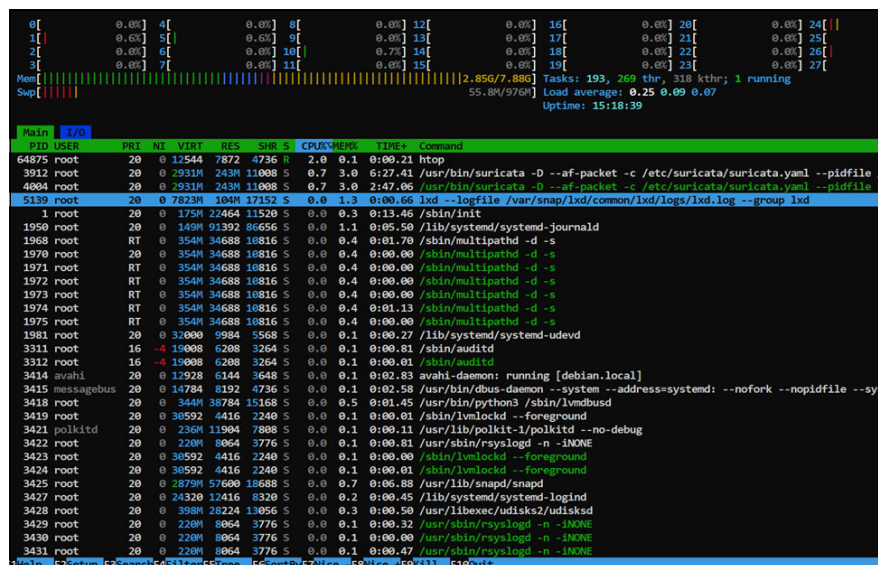 0[ 0.0%] 4[ 0.0%] 8[ 0.0%] 12[ 0.0%] 16[ 0.0%] 20[ 0.0%] 24[||
1[| 0.6%] 5[| 0.6%] 9[ 0.0%] 13[ 0.0%] 17[ 0.0%] 21[ 0.0%] 25[
2[ 0.0%] 6[ 0.0%] 10[| 0.7%] 14[ 0.0%] 18[ 0.0%] 22[ 0.0%] 26[|
3[ 0.0%] 7[ 0.0%] 11[ 0.0%] 15[ 0.0%] 19[ 0.0%] 23[ 0.0%] 27[
Mem[ 2.85G/7.88G] Tasks: 193, 269 thr, 318 kthr; 1 running
Swp[ 55.8M/976M] Load average: 0.25 0.09 0.07
Uptime: 15:18:39
Main I/O
PID USER PRI NI VIRT RES SHR S CPU%▽MEM% TIME+ Command
64875 root 20 0 12544 7872 4736 R 2.0 0.1 0:00.21 htop
3912 root 20 0 2931M 243M 11008 S 0.7 3.0 6:27.41 /usr/bin/suricata -D --af-packet -c /etc/suricata/suricata.yaml --pidfile
4004 root 20 0 2931M 243M 11008 S 0.7 3.0 2:47.06 /usr/bin/suricata -D --af-packet -c /etc/suricata/suricata.yaml --pidfile
5139 root 20 0 7823M 104M 17152 S 0.0 1.3 0:00.66 lxd --logfile /var/snap/lxd/common/lxd/logs/lxd.log --group lxd
1 root 20 0 175M 22464 11520 S 0.0 0.3 0:13.46 /sbin/init
1950 root 20 0 149M 91392 86656 S 0.0 1.1 0:05.50 /lib/systemd/systemd-journald
1968 root RT 0 354M 34688 10816 S 0.0 0.4 0:01.70 /sbin/multipathd -d -s
1970 root 20 0 354M 34688 10816 S 0.0 0.4 0:00.00 /sbin/multipathd -d -s
1971 root RT 0 354M 34688 10816 S 0.0 0.4 0:00.00 /sbin/multipathd -d -s
1972 root RT 0 354M 34688 10816 S 0.0 0.4 0:00.00 /sbin/multipathd -d -s
1973 root RT 0 354M 34688 10816 S 0.0 0.4 0:00.00 /sbin/multipathd -d -s
1974 root RT 0 354M 34688 10816 S 0.0 0.4 0:01.13 /sbin/multipathd -d -s
1975 root RT 0 354M 34688 10816 S 0.0 0.4 0:00.00 /sbin/multipathd -d -s
1981 root 20 0 32000 9984 5568 S 0.0 0.1 0:00.27 /lib/systemd/systemd-udevd
3311 root 16 -4 19008 6208 3264 S 0.0 0.1 0:00.81 /sbin/auditd
3312 root 16 -4 19008 6208 3264 S 0.0 0.1 0:00.01 /sbin/auditd
3414 avahi 20 0 12928 6144 3648 S 0.0 0.1 0:02.83 avahi-daemon: running [debian.local]
3415 messagebus 20 0 14784 8192 4736 S 0.0 0.1 0:02.58 /usr/bin/dbus-daemon --system --address=systemd: --nofork --nopidfile --sy
3418 root 20 0 344M 38784 15168 S 0.0 0.5 0:01.45 /usr/bin/python3 /sbin/lvmdbusd
3419 root 20 0 30592 4416 2240 S 0.0 0.1 0:00.01 /sbin/lvmlockd --foreground
3421 polkitd 20 0 236M 11904 7808 S 0.0 0.1 0:00.11 /usr/lib/polkit-1/polkitd --no-debug
3422 root 20 0 220M 8064 3776 S 0.0 0.1 0:00.81 /usr/sbin/rsyslogd -n -iNONE
3423 root 20 0 30592 4416 2240 S 0.0 0.1 0:00.00 /sbin/lvmlockd --foreground
3424 root 20 0 30592 4416 2240 S 0.0 0.1 0:00.01 /sbin/lvmlockd --foreground
3425 root 20 0 2879M 57600 18688 S 0.0 0.7 0:06.88 /usr/lib/snapd/snapd
3427 root 20 0 24320 12416 8320 S 0.0 0.2 0:00.45 /lib/systemd/systemd-logind
3428 root 20 0 398M 28224 13056 S 0.0 0.3 0:00.50 /usr/libexec/udisks2/udisksd
3429 root 20 0 220M 8064 3776 S 0.0 0.1 0:00.32 /usr/sbin/rsyslogd -n -iNONE
3430 root 20 0 220M 8064 3776 S 0.0 0.1 0:00.00 /usr/sbin/rsyslogd -n -iNONE
3431 root 20 0 220M 8064 3776 S 0.0 0.1 0:00.47 /usr/sbin/rsyslogd -n -iNONE
1Help F2Setup F3SearchF4FilterF5Tree F6SortByF7Nice -F8Nice +F9Kill F10Quit